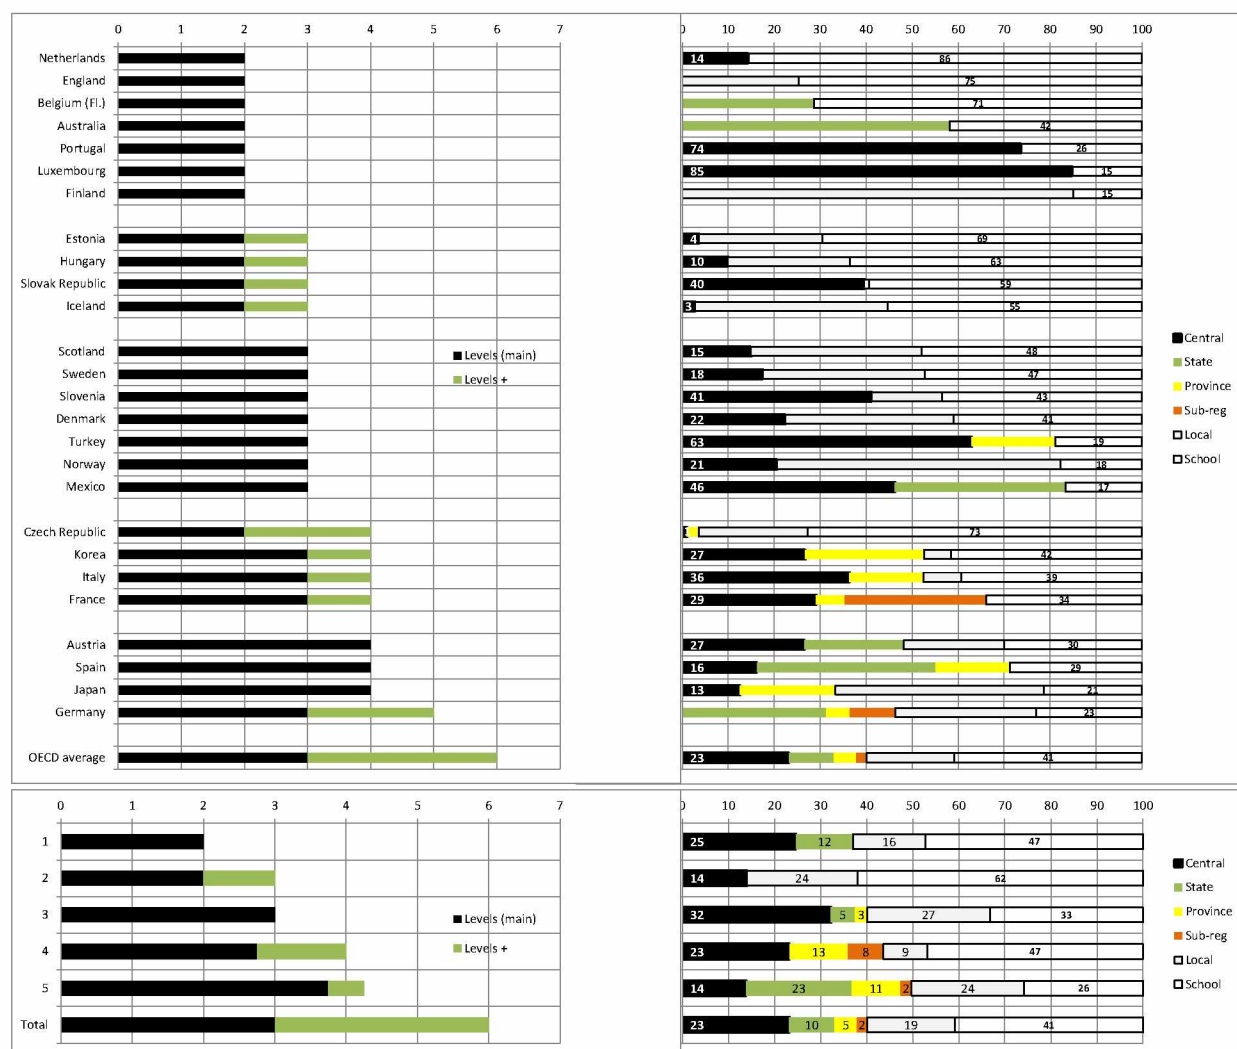 0 1 2 3 4 5 6 7 0 10 20 30 40 50 60 70 80 90 100
Netherlands 14 86
England 75
Belgium (Fl.) 71
Australia 42
Portugal 74 26
Luxembourg 85 15
Finland 15
Estonia 4 69
Hungary 10 63
Slovak Republic 40 59
Iceland 3 55
Scotland 15 48
Sweden 18 47
Slovenia 41 43
Denmark 22 41
Turkey 63 19
Norway 21 18
Mexico 46 17
Levels (main)
Levels +
Central
State
Province
Sub-reg
Local
School
Czech Republic 73
Korea 27 42
Italy 36 39
France 29 34
Austria 27 30
Spain 16 29
Japan 13 21
Germany 23
OECD average 23 41
0 1 2 3 4 5 6 7 0 10 20 30 40 50 60 70 80 90 100
1 25 12 16 47
2 14 24 62
3 32 5 3 27 33
4 23 13 8 9 47
5 14 23 11 2 24 26
Total 23 10 5 2 19 41
Levels (main)
Levels +
Central
State
Province
Sub-reg
Local
School